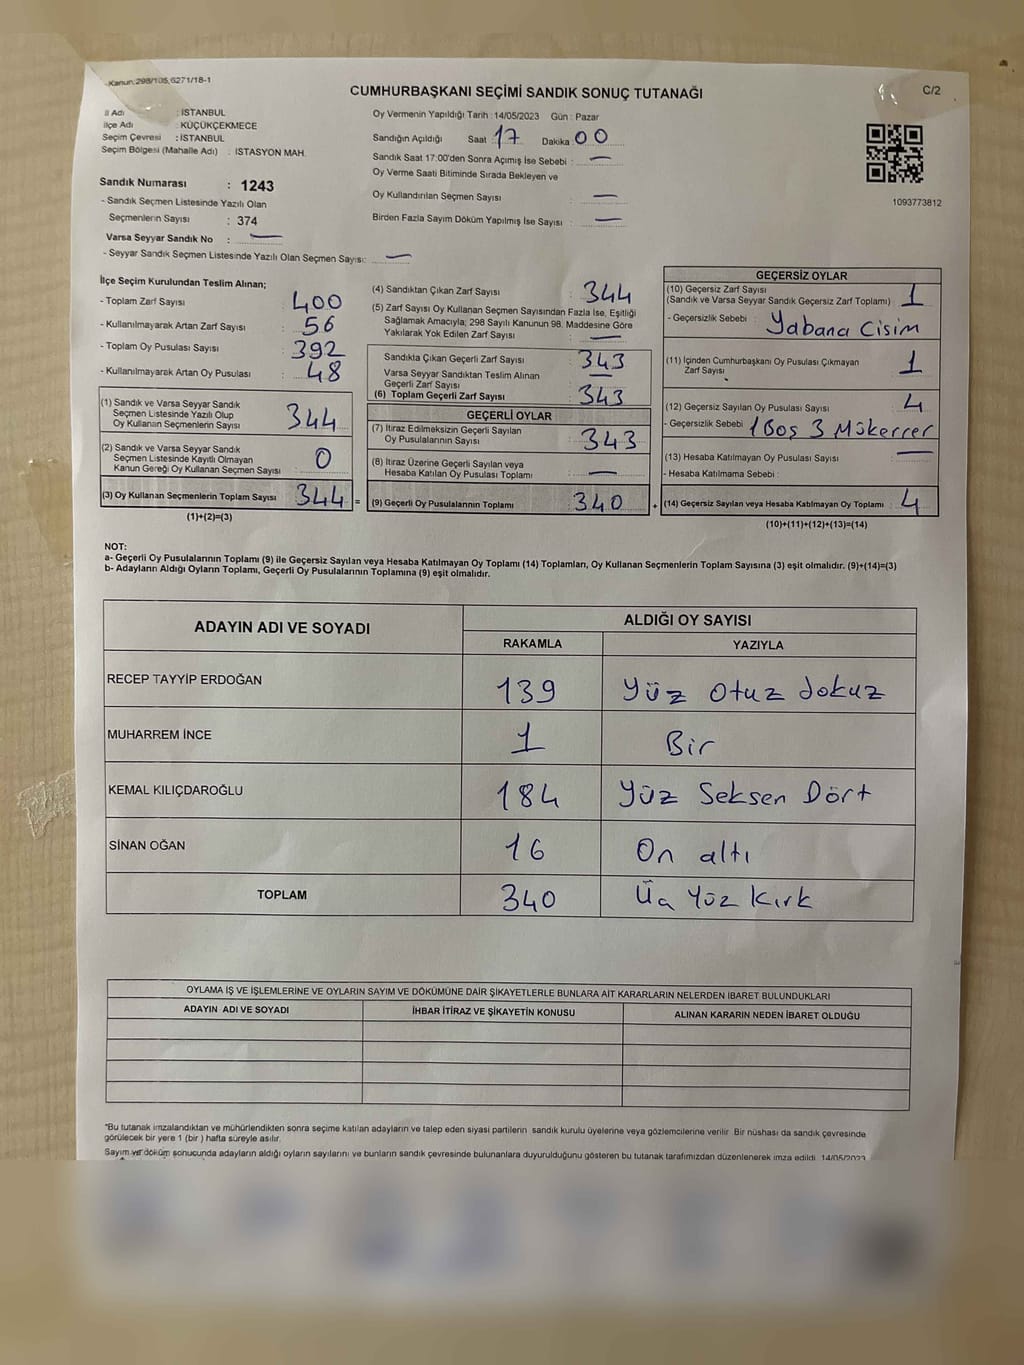 Kanun: 298/105, 6271/18-1
CUMHURBAŞKANI SEÇİMİ SANDIK SONUÇ TUTANAĞI
C/2
İl Adı : İSTANBUL
İlçe Adı : KÜÇÜKÇEKMECE
Seçim Çevresi : İSTANBUL
Seçim Bölgesi (Mahalle Adı) : İSTASYON MAH.
Sandık Numarası : 1243
- Sandık Seçmen Listesinde Yazılı Olan
Seçmenlerin Sayısı : 374
Varsa Seyyar Sandık No : —
- Seyyar Sandık Seçmen Listesinde Yazılı Olan Seçmen Sayısı: —
Oy Vermenin Yapıldığı Tarih : 14/05/2023 Gün : Pazar
Sandığın Açıldığı Saat : 17 Dakika 00
Sandık Saat 17:00'den Sonra Açımış İse Sebebi : —
Oy Verme Saati Bitiminde Sırada Bekleyen ve
Oy Kullandırılan Seçmen Sayısı : —
Birden Fazla Sayım Döküm Yapılmış İse Sayısı : —
1093773812
İlçe Seçim Kurulundan Teslim Alınan;
- Toplam Zarf Sayısı : 400
- Kullanılmayarak Artan Zarf Sayısı : 56
- Toplam Oy Pusulası Sayısı : 392
- Kullanılmayarak Artan Oy Pusulası : 48
(1) Sandık ve Varsa Seyyar Sandık
Seçmen Listesinde Yazılı Olup
Oy Kullanan Seçmenlerin Sayısı : 344
(2) Sandık ve Varsa Seyyar Sandık
Seçmen Listesinde Kayıtlı Olmayan
Kanun Gereği Oy Kullanan Seçmen Sayısı : 0
(3) Oy Kullanan Seçmenlerin Toplam Sayısı : 344 =
(1)+(2)=(3)
(4) Sandıktan Çıkan Zarf Sayısı : 344
(5) Zarf Sayısı Oy Kullanan Seçmen Sayısından Fazla İse, Eşitliği
Sağlamak Amacıyla, 298 Sayılı Kanunun 98. Maddesine Göre
Yakılarak Yok Edilen Zarf Sayısı : —
Sandıkta Çıkan Geçerli Zarf Sayısı : 343
Varsa Seyyar Sandıktan Teslim Alınan
Geçerli Zarf Sayısı : —
(6) Toplam Geçerli Zarf Sayısı : 343
GEÇERLİ OYLAR
(7) İtiraz Edilmeksizin Geçerli Sayılan
Oy Pusulalarının Sayısı : 343
(8) İtiraz Üzerine Geçerli Sayılan veya
Hesaba Katılan Oy Pusulası Toplamı : —
(9) Geçerli Oy Pusulalarının Toplamı : 340 +
GEÇERSİZ OYLAR
(10) Geçersiz Zarf Sayısı : 1
(Sandık ve Varsa Seyyar Sandık Geçersiz Zarf Toplamı)
- Geçersizlik Sebebi : Yabancı Cisim
(11) İçinden Cumhurbaşkanı Oy Pusulası Çıkmayan
Zarf Sayısı : 1
(12) Geçersiz Sayılan Oy Pusulası Sayısı : 4
- Geçersizlik Sebebi : 1 Boş 3 Mükerrer
(13) Hesaba Katılmayan Oy Pusulası Sayısı : —
- Hesaba Katılmama Sebebi :
(14) Geçersiz Sayılan veya Hesaba Katılmayan Oy Toplamı : 4
(10)+(11)+(12)+(13)=(14)
NOT:
a- Geçerli Oy Pusulalarının Toplamı (9) ile Geçersiz Sayılan veya Hesaba Katılmayan Oy Toplamı (14) Toplamları, Oy Kullanan Seçmenlerin Toplam Sayısına (3) eşit olmalıdır. (9)+(14)=(3)
b- Adayların Aldığı Oyların Toplamı, Geçerli Oy Pusulalarının Toplamına (9) eşit olmalıdır.
ADAYIN ADI VE SOYADI ALDIĞI OY SAYISI
RAKAMLA YAZIYLA
RECEP TAYYİP ERDOĞAN 139 Yüz otuz dokuz
MUHARREM İNCE 1 Bir
KEMAL KILIÇDAROĞLU 184 Yüz Seksen Dört
SİNAN OĞAN 16 On altı
TOPLAM 340 Üç Yüz Kırk
OYLAMA İŞ VE İŞLEMLERİNE VE OYLARIN SAYIM VE DÖKÜMÜNE DAİR ŞİKAYETLERLE BUNLARA AİT KARARLARIN NELERDEN İBARET BULUNDUKLARI
ADAYIN ADI VE SOYADI İHBAR İTİRAZ VE ŞİKAYETİN KONUSU ALINAN KARARIN NEDEN İBARET OLDUĞU
*Bu tutanak imzalandıktan ve mühürlendikten sonra seçime katılan adayların ve talep eden siyasi partilerin sandık kurulu üyelerine veya gözlemcilerine verilir. Bir nüshası da sandık çevresinde
görülecek bir yere 1 (bir) hafta süreyle asılır.
Sayım ve döküm sonucunda adayların aldığı oyların sayılarını ve bunların sandık çevresinde bulunanlara duyurulduğunu gösteren bu tutanak tarafımızdan düzenlenerek imza edildi. 14/05/2023